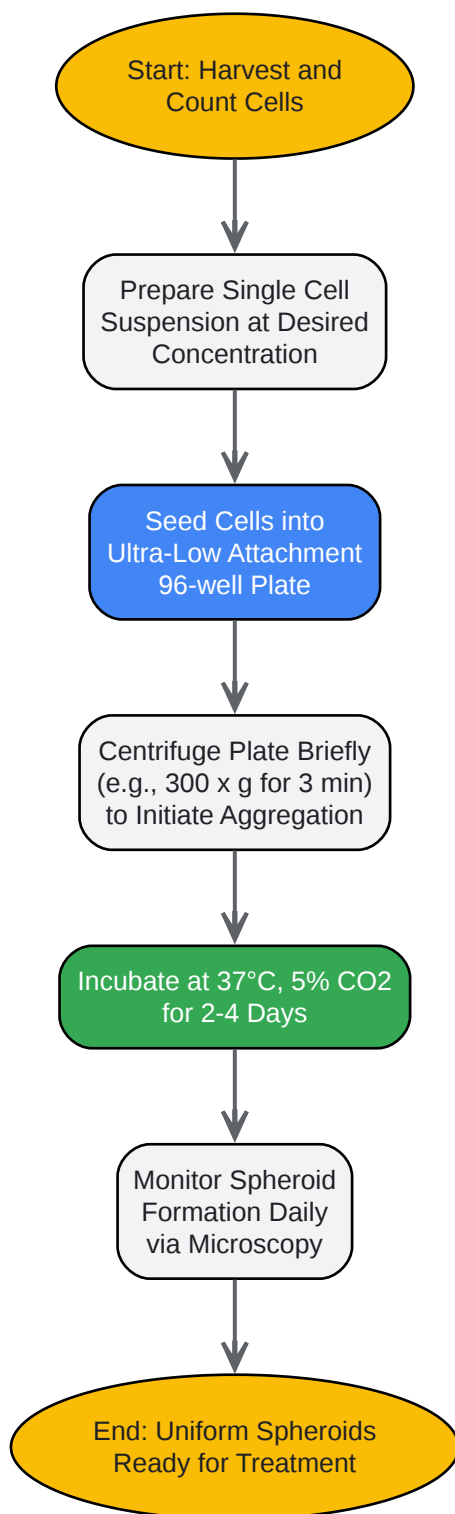 Start: Harvest and
Count Cells
Prepare Single Cell
Suspension at Desired
Concentration
Seed Cells into
Ultra-Low Attachment
96-well Plate
Centrifuge Plate Briefly
(e.g., 300 x g for 3 min)
to Initiate Aggregation
Incubate at 37°C, 5% CO2
for 2-4 Days
Monitor Spheroid
Formation Daily
via Microscopy
End: Uniform Spheroids
Ready for Treatment